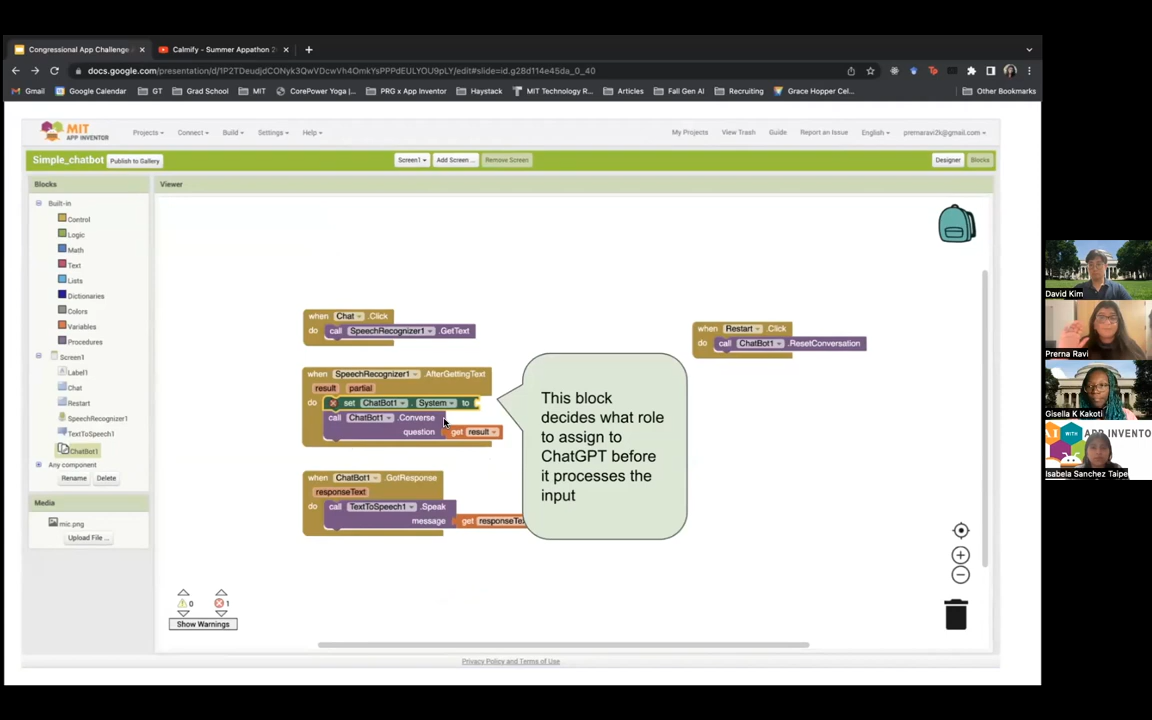 Congressional App Challenge
Calmify - Summer Appathon 2
docs.google.com/presentation/d/1P2TDeudjdCONyk3QwVDcwVh4OmkYsPPPdEULYOU9pLY/edit#slide=id.g28d114e45da_0_40
Gmail
Google Calendar
GT
Grad School
MIT
CorePower Yoga |...
PRG x App Inventor
Haystack
MIT Technology R...
Articles
Fall Gen AI
Recruiting
Grace Hopper Cel...
Other Bookmarks
MIT
APP INVENTOR
Projects
Connect
Build
Settings
Help
My Projects
View Trash
Guide
Report an Issue
English
premaravi2k@gmail.com
Simple_chatbot
Publish to Gallery
Screen1
Add Screen ...
Remove Screen
Designer
Blocks
Blocks
Viewer
Built-in
Control
Logic
Math
Text
Lists
Dictionaries
Colors
Variables
Procedures
Screen1
Label1
Chat
Restart
SpeechRecognizer1
TextToSpeech1
ChatBot1
Any component
Rename
Delete
Media
mic.png
Upload File ...
when Chat .Click
do call SpeechRecognizer1 .GetText
when SpeechRecognizer1 .AfterGettingText
result partial
do set ChatBot1 . System to
call ChatBot1 .Converse
question get result
when ChatBot1 .GotResponse
responseText
do call TextToSpeech1 .Speak
message get responseTex
when Restart .Click
do call ChatBot1 .ResetConversation
This block
decides what role
to assign to
ChatGPT before
it processes the
input
0
1
Show Warnings
Privacy Policy and Terms of Use
David Kim
Prerna Ravi
Gisella K Kakoti
WITH APP INVENTO
Isabela Sanchez Taipe